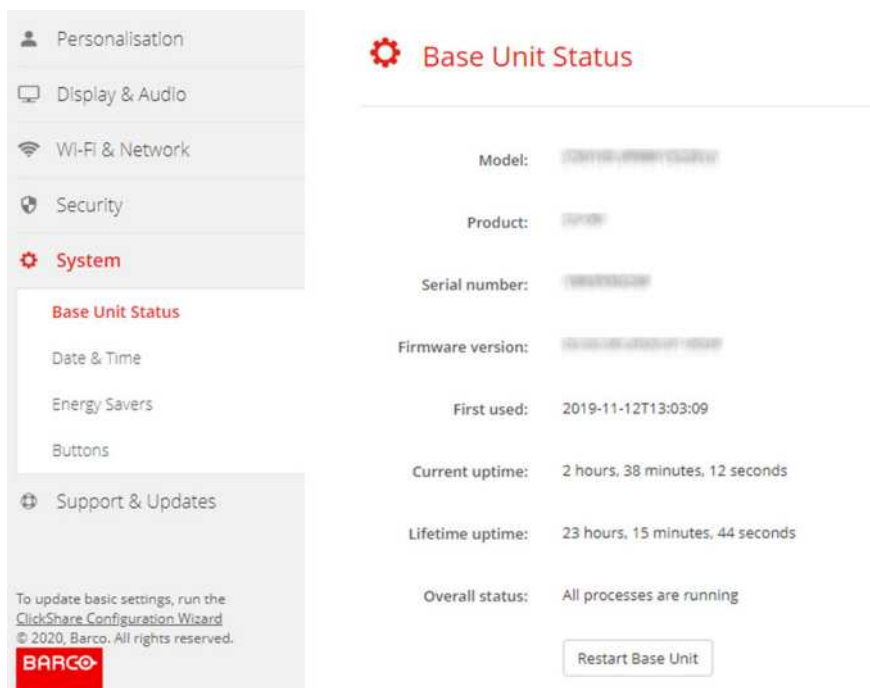 Personalisation
Display & Audio
Wi-Fi & Network
Security
System
Base Unit Status
Date & Time
Energy Savers
Buttons
Support & Updates
To update basic settings, run the
ClickShare Configuration Wizard
© 2020, Barco. All rights reserved.
BARCO
Base Unit Status
Model:
Product:
Serial number:
Firmware version:
First used: 2019-11-12T13:03:09
Current uptime: 2 hours, 38 minutes, 12 seconds
Lifetime uptime: 23 hours, 15 minutes, 44 seconds
Overall status: All processes are running
Restart Base Unit